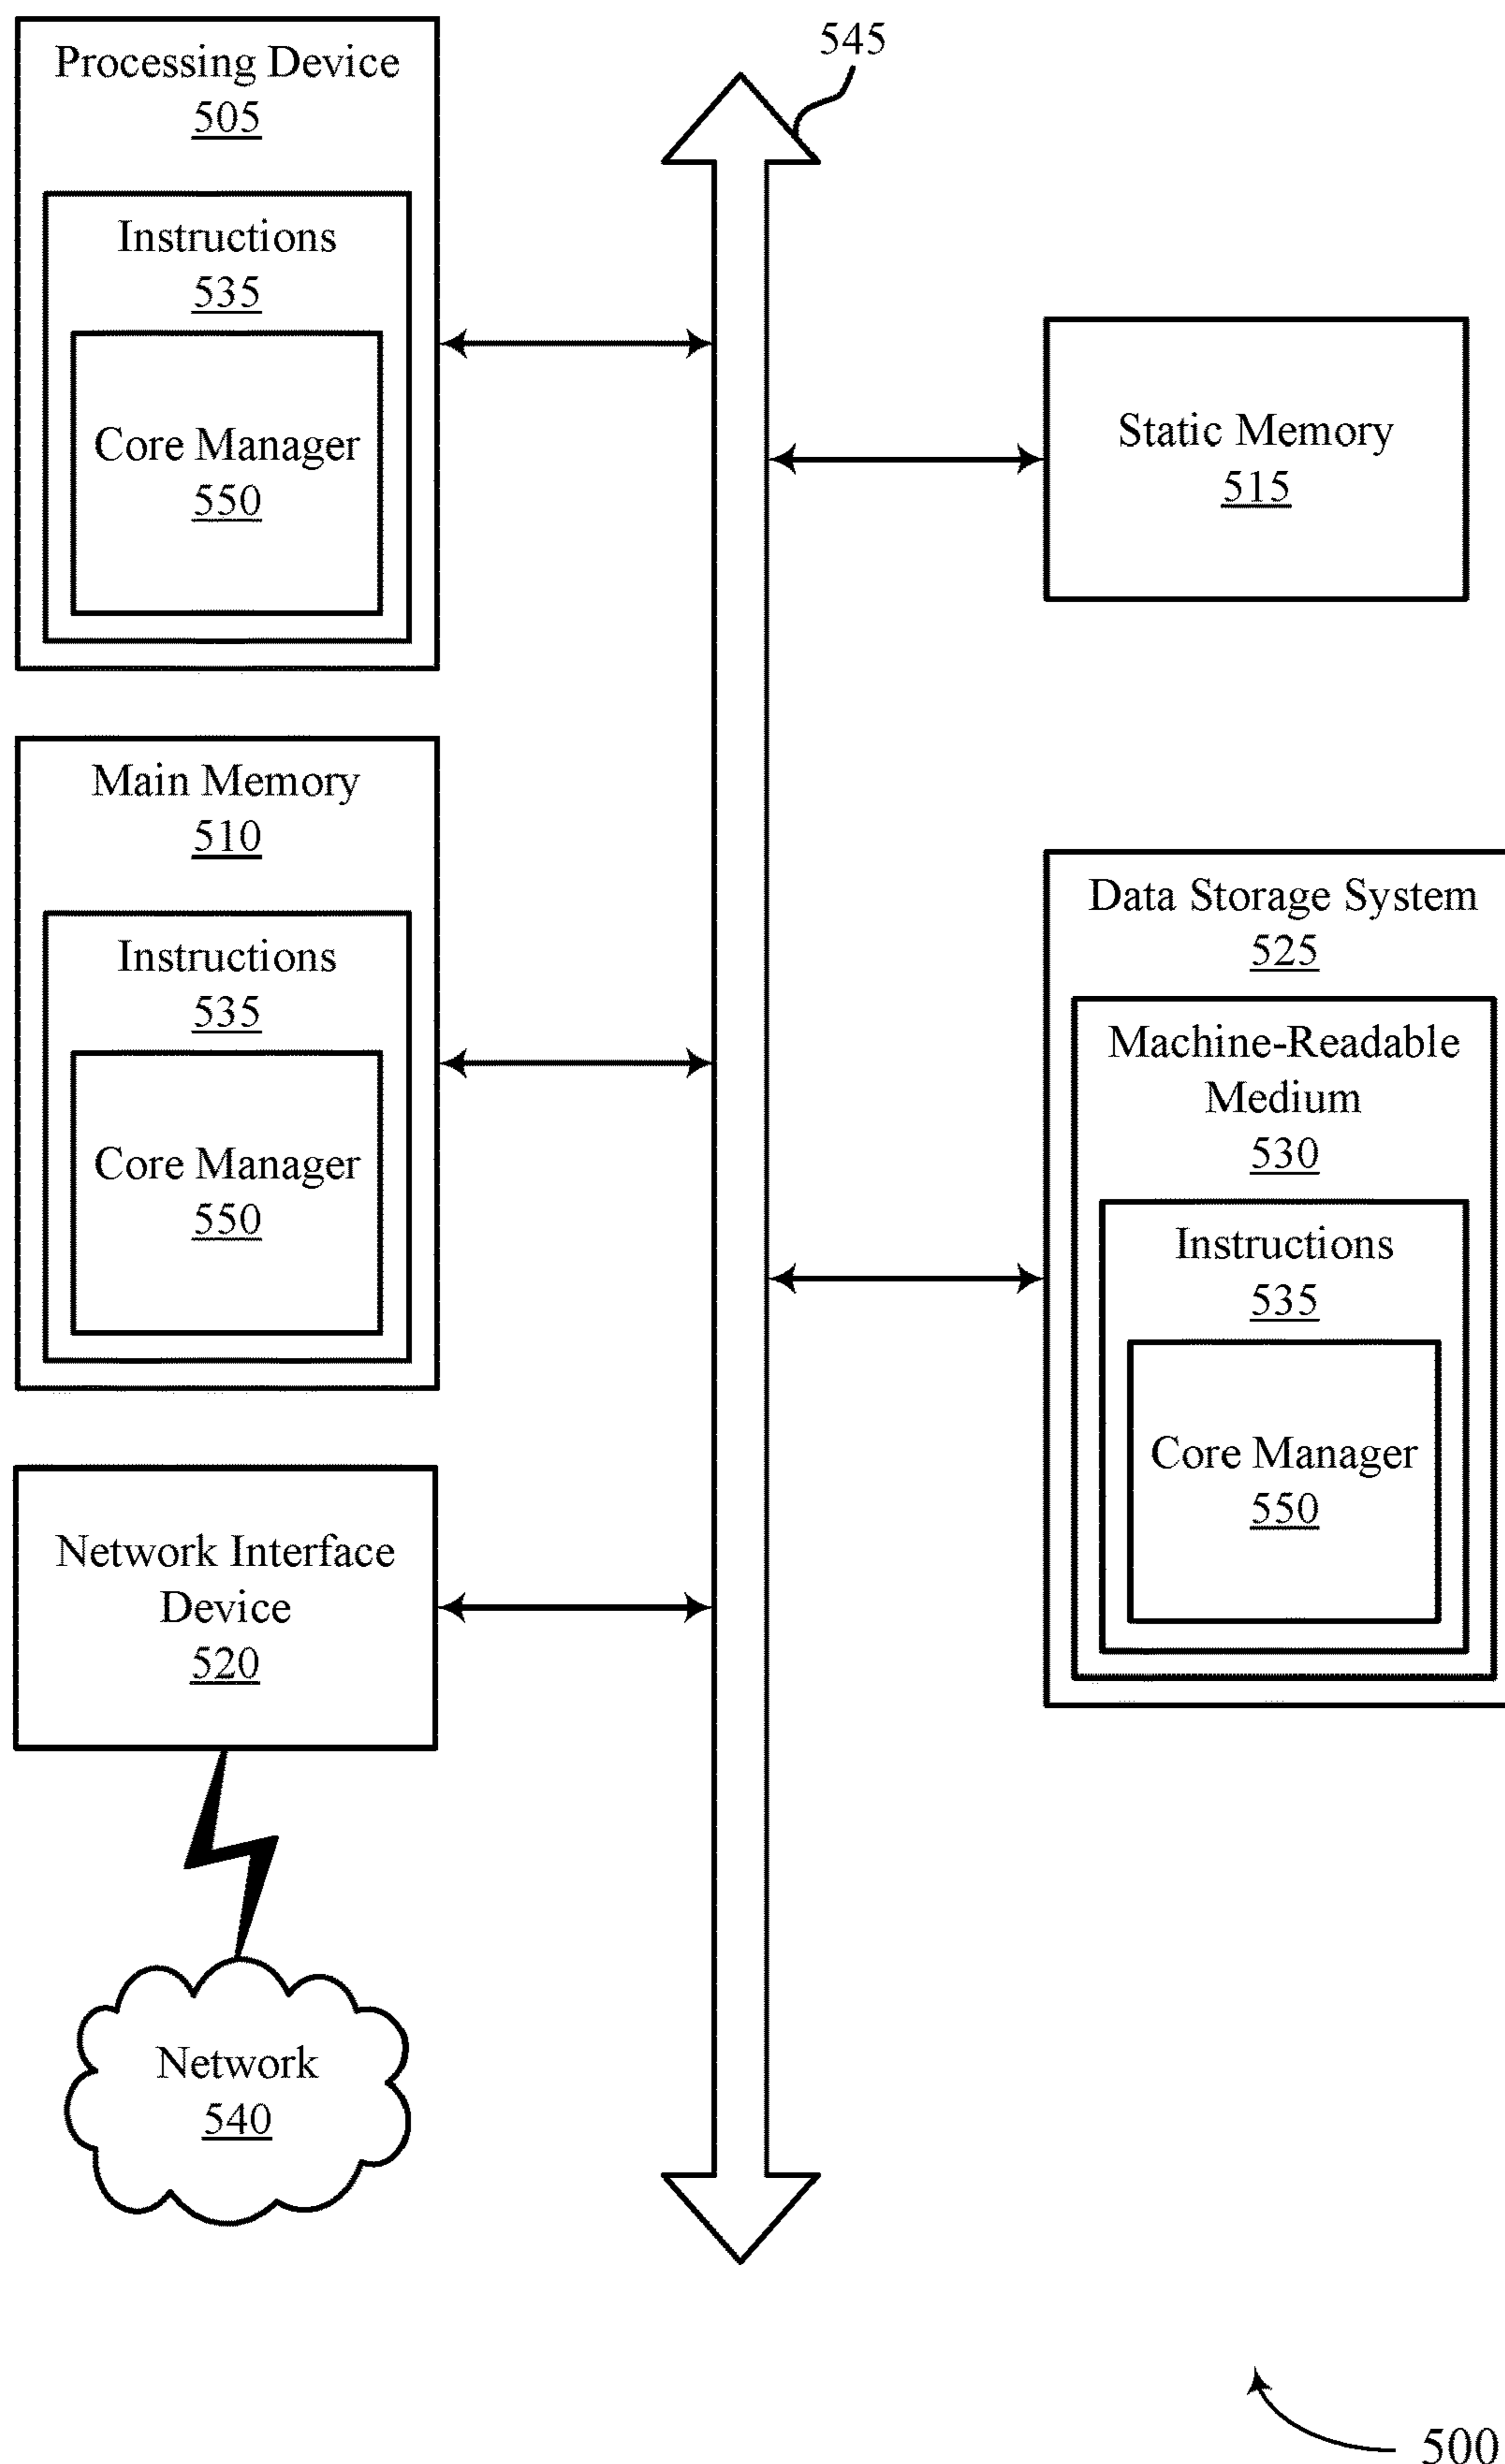 Processing Device
505
Instructions
535
Core Manager
550
545
Static Memory
515
Main Memory
510
Instructions
535
Core Manager
550
Data Storage System
525
Machine-Readable
Medium
530
Instructions
535
Core Manager
550
Network Interface
Device
520
Network
540
500